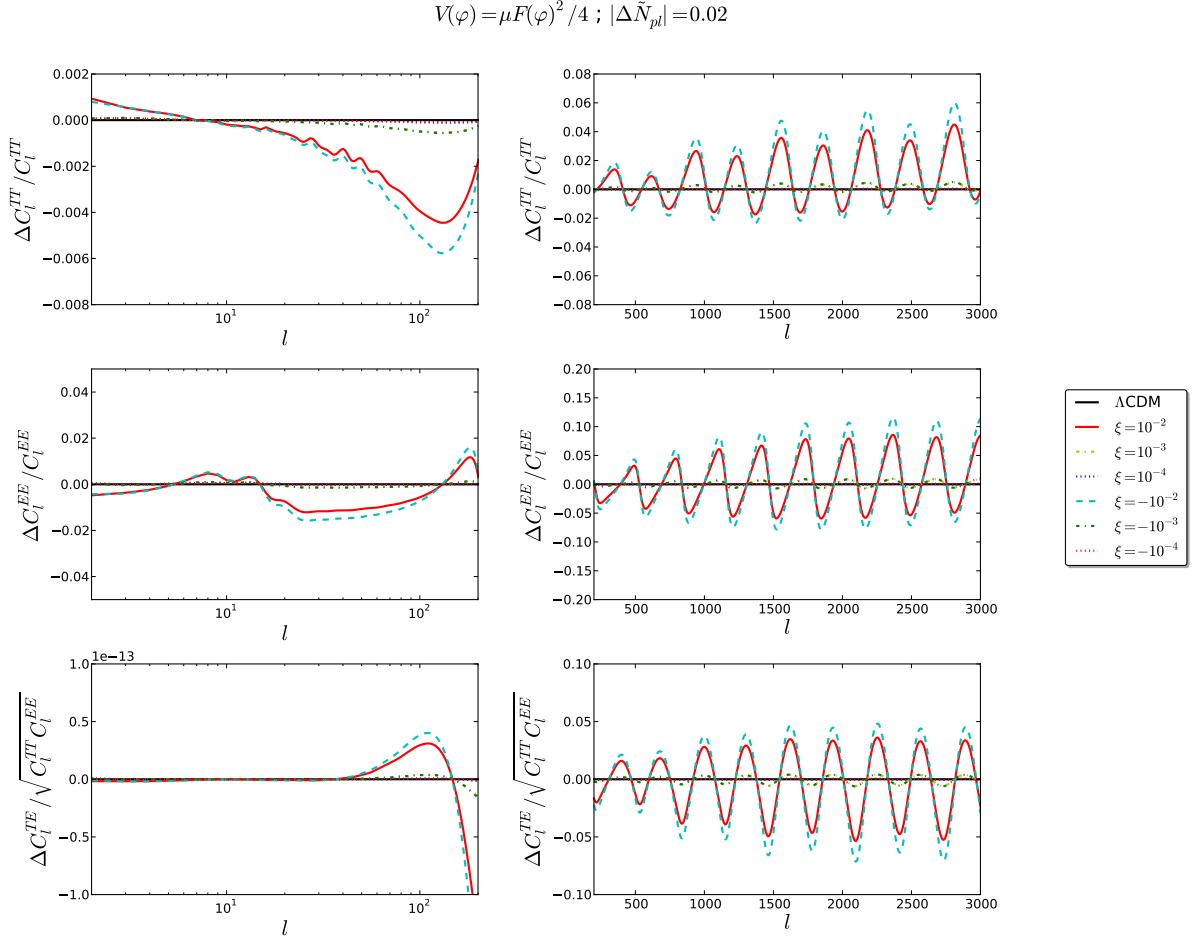 V(φ)=μF(φ)²/4 ; |ΔÑ_pl|=0.02
0.002
0.000
−0.002
−0.004
−0.006
−0.008
ΔC_l^TT/C_l^TT
10¹ 10²
l
0.08
0.06
0.04
0.02
0.00
−0.02
−0.04
−0.06
−0.08
ΔC_l^TT/C_l^TT
500 1000 1500 2000 2500 3000
l
0.04
0.02
0.00
−0.02
−0.04
ΔC_l^EE/C_l^EE
10¹ 10²
l
0.20
0.15
0.10
0.05
0.00
−0.05
−0.10
−0.15
−0.20
ΔC_l^EE/C_l^EE
500 1000 1500 2000 2500 3000
l
ΛCDM
ξ=10⁻²
ξ=10⁻³
ξ=10⁻⁴
ξ=−10⁻²
ξ=−10⁻³
ξ=−10⁻⁴
1e−13
1.0
0.5
0.0
−0.5
−1.0
ΔC_l^TE/√C_l^TT C_l^EE
10¹ 10²
l
0.10
0.05
0.00
−0.05
−0.10
ΔC_l^TE/√C_l^TT C_l^EE
500 1000 1500 2000 2500 3000
l